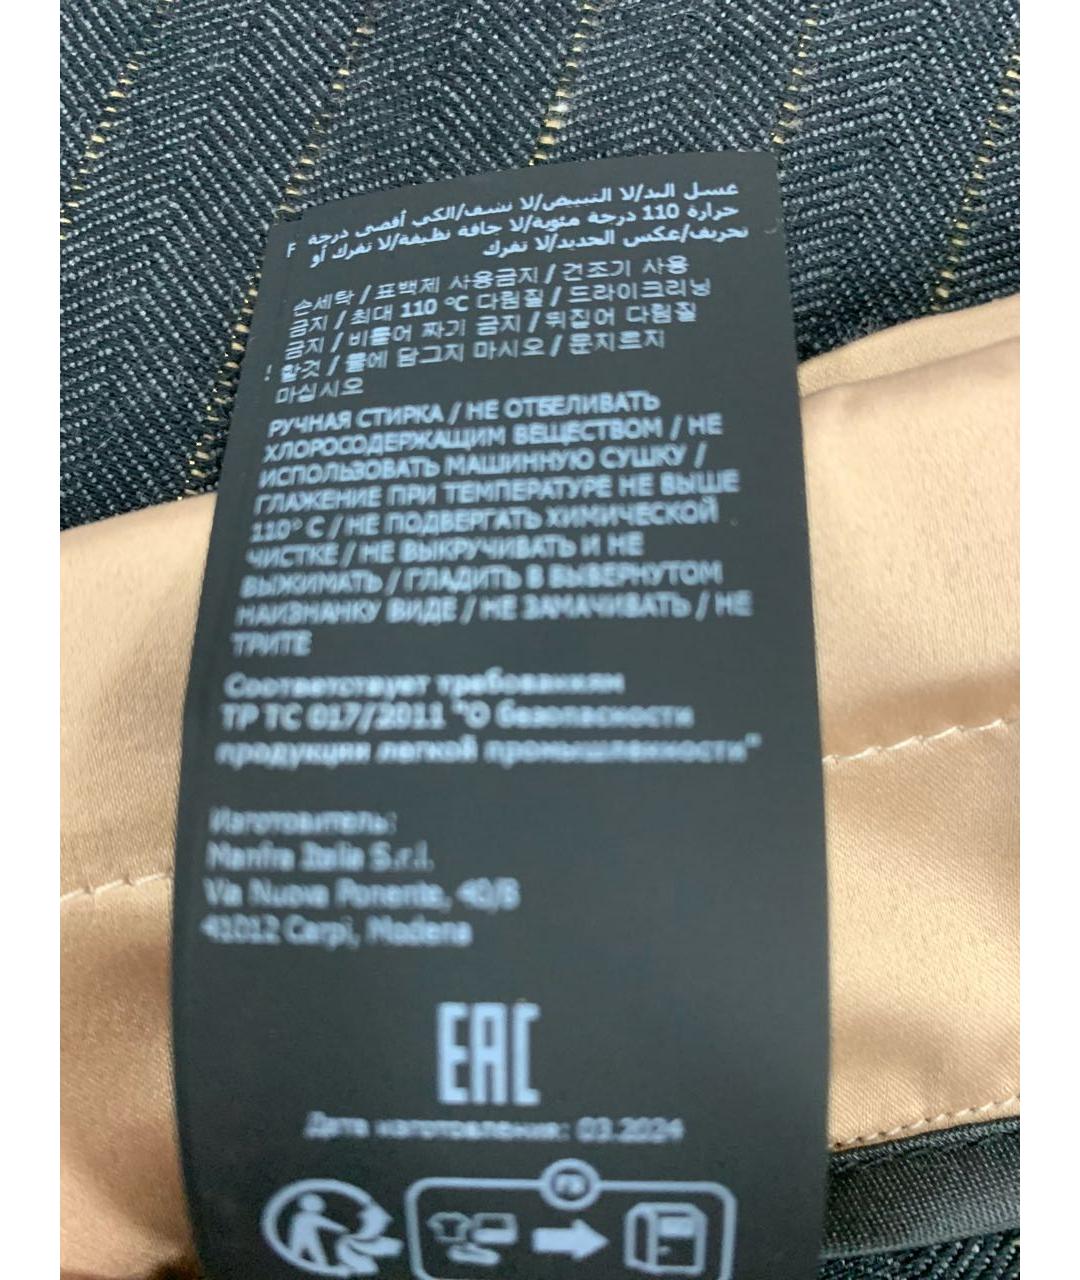 غسل اليد/لا التبييض/لا تنشف/الكي أقصى درجة
حرارة 110 درجة مئوية/لا جافة نظيفة/لا تفرك أو
تحريف/عكس الحديد/لا تفرك
손세탁 / 표백제 사용금지 / 건조기 사용
금지 / 최대 110 °C 다림질 / 드라이크리닝
금지 / 비틀어 짜기 금지 / 뒤집어 다림질
할것 / 물에 담그지 마시오 / 문지르지
마십시오
РУЧНАЯ СТИРКА / НЕ ОТБЕЛИВАТЬ
ХЛОРОСОДЕРЖАЩИМ ВЕЩЕСТВОМ / НЕ
ИСПОЛЬЗОВАТЬ МАШИННУЮ СУШКУ /
ГЛАЖЕНИЕ ПРИ ТЕМПЕРАТУРЕ НЕ ВЫШЕ
110° C / НЕ ПОДВЕРГАТЬ ХИМИЧЕСКОЙ
ЧИСТКЕ / НЕ ВЫКРУЧИВАТЬ И НЕ
ВЫЖИМАТЬ / ГЛАДИТЬ В ВЫВЕРНУТОМ
НАИЗНАНКУ ВИДЕ / НЕ ЗАМАЧИВАТЬ / НЕ
ТРИТЕ
Соответствует требованиям
ТР ТС 017/2011 "О безопасности
продукции легкой промышленности"
Изготовитель:
Manfra Italia S.r.l.
Via Nuova Ponente, 40/B
41012 Carpi, Modena
EAC
Дата изготовления: 03.2024
FR